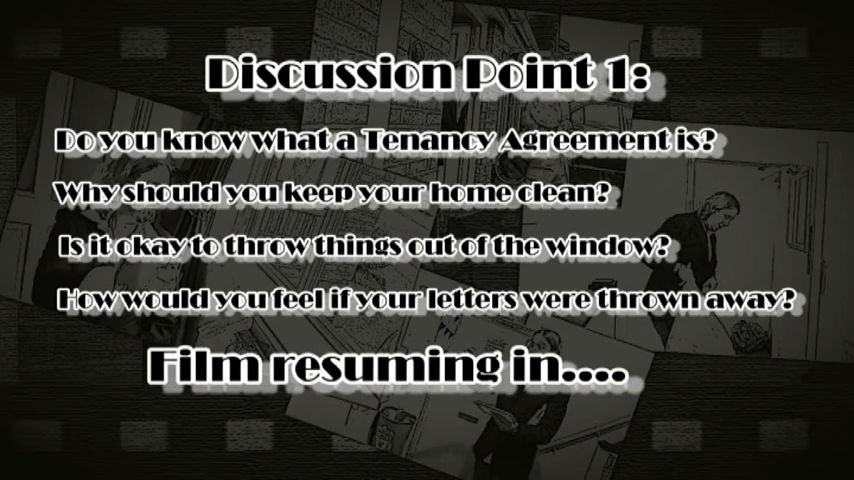 Discussion Point 1:
Do you know what a Tenancy Agreement is?
Why should you keep your home clean?
Is it okay to throw things out of the window?
How would you feel if your letters were thrown away?
Film resuming in....